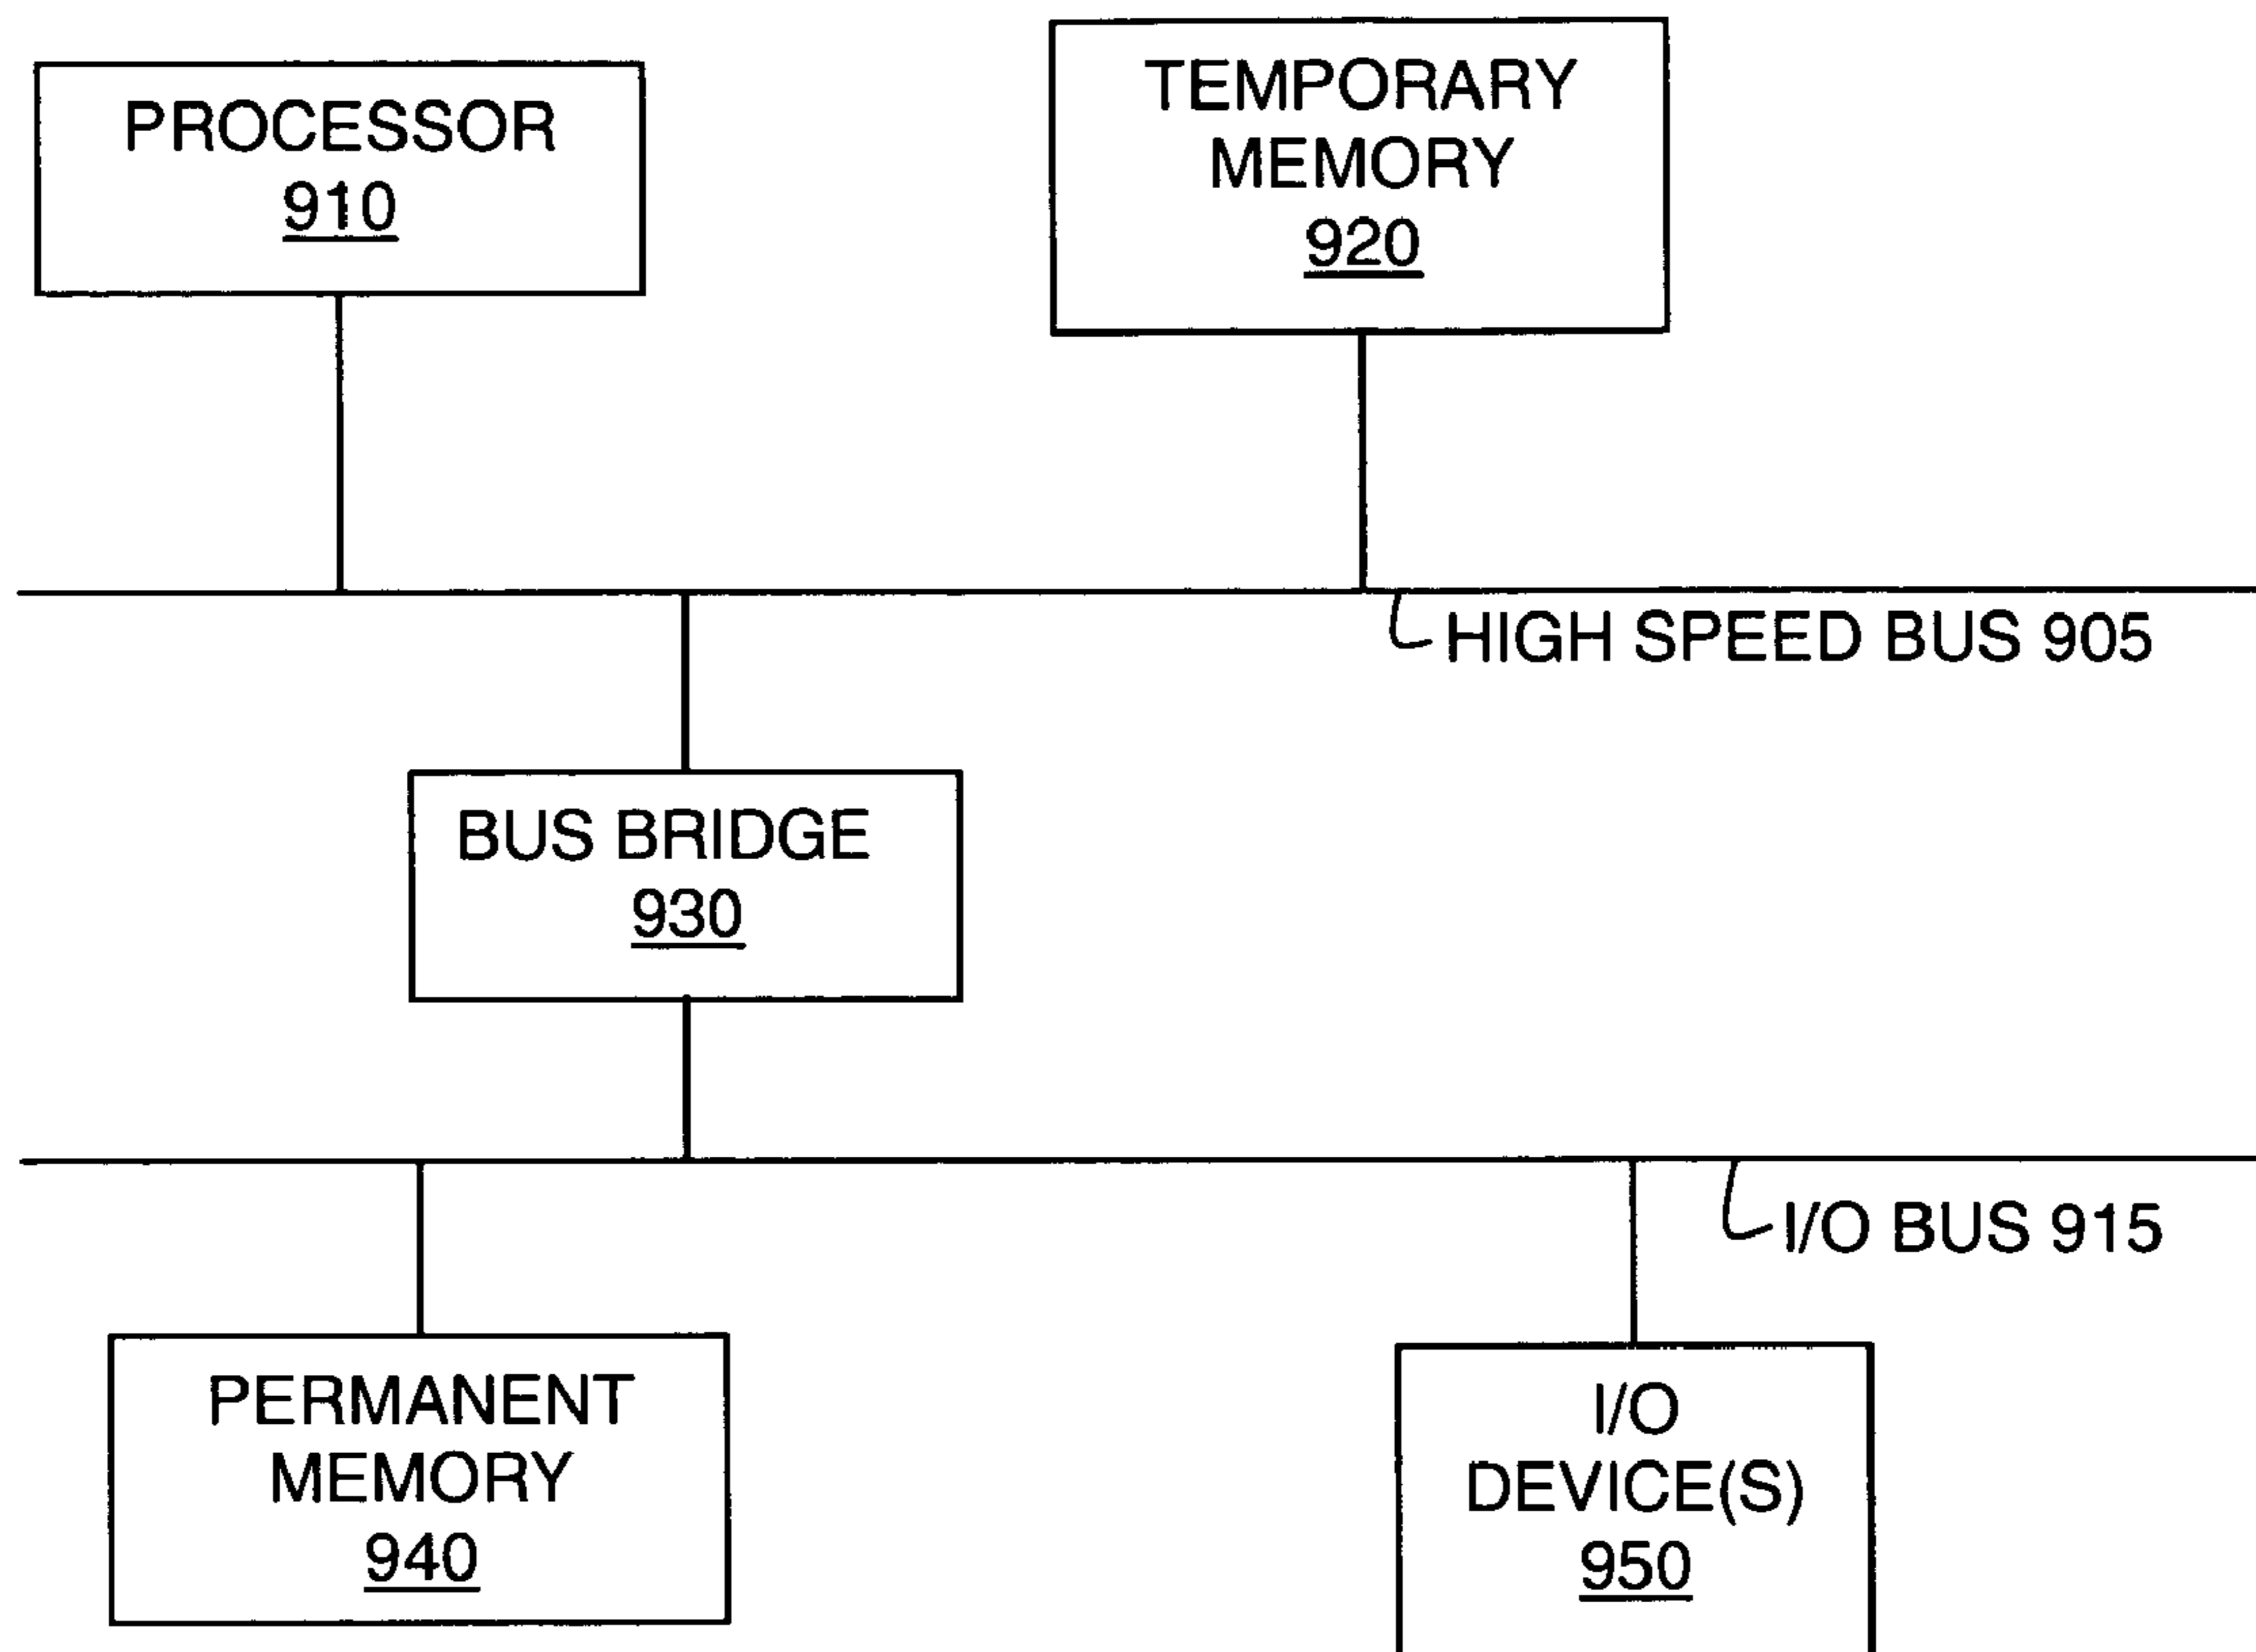 PROCESSOR
910
TEMPORARY
MEMORY
920
HIGH SPEED BUS 905
BUS BRIDGE
930
I/O BUS 915
PERMANENT
MEMORY
940
I/O
DEVICE(S)
950